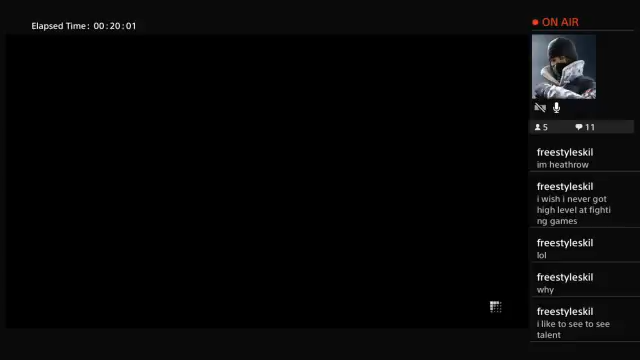 Elapsed Time: 00:20:01
ON AIR
5
11
freestyleskil
im heathrow
freestyleskil
i wish i never got
high level at fighti
ng games
freestyleskil
lol
freestyleskil
why
freestyleskil
i like to see to see
talent